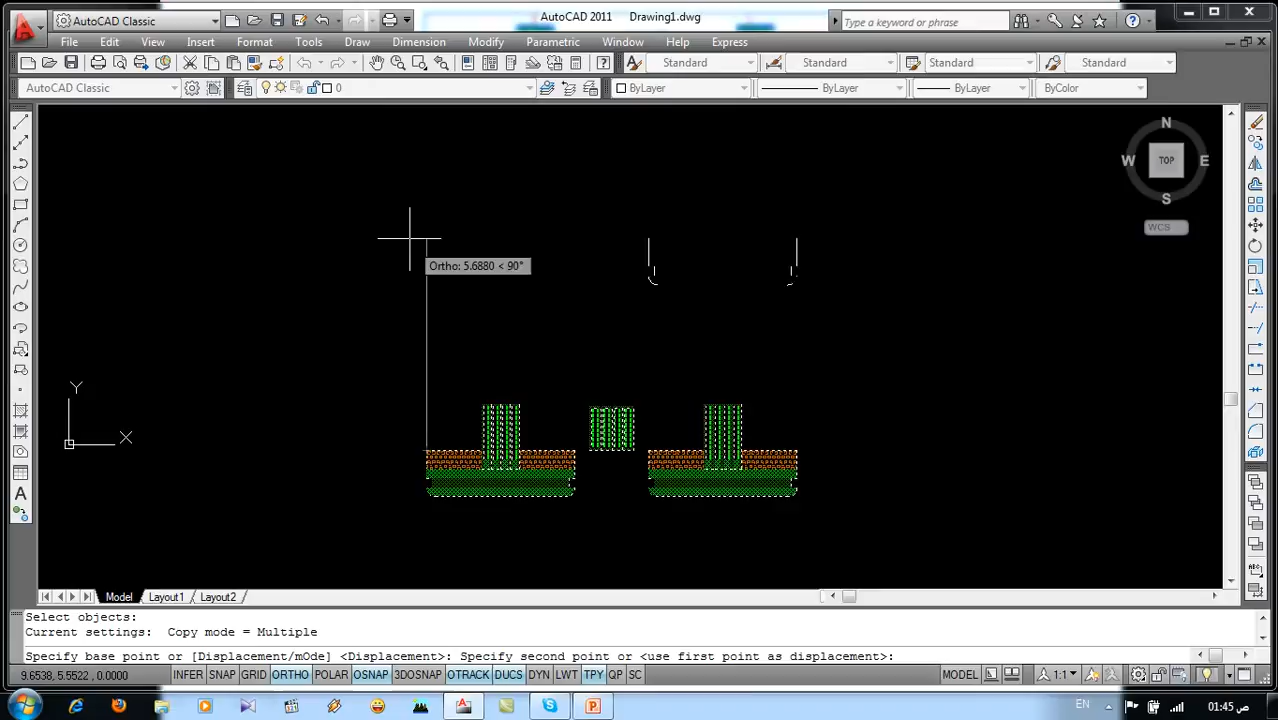 AutoCAD Classic
AutoCAD 2011 Drawing1.dwg
Type a keyword or phrase
File Edit View Insert Format Tools Draw Dimension Modify Parametric Window Help Express
Standard Standard Standard Standard
AutoCAD Classic 0 ByLayer ByLayer ByLayer ByColor
N
W TOP E
S
WCS
Ortho: 5.6880 < 90°
Y
X
Model Layout1 Layout2
Select objects:
Current settings: Copy mode = Multiple
Specify base point or [Displacement/mOde] <Displacement>: Specify second point or <use first point as displacement>:
9.6538, 5.5522, 0.0000 INFER SNAP GRID ORTHO POLAR OSNAP 3DOSNAP OTRACK DUCS DYN LWT TPY QP SC MODEL 1:1
EN 01:45 ص